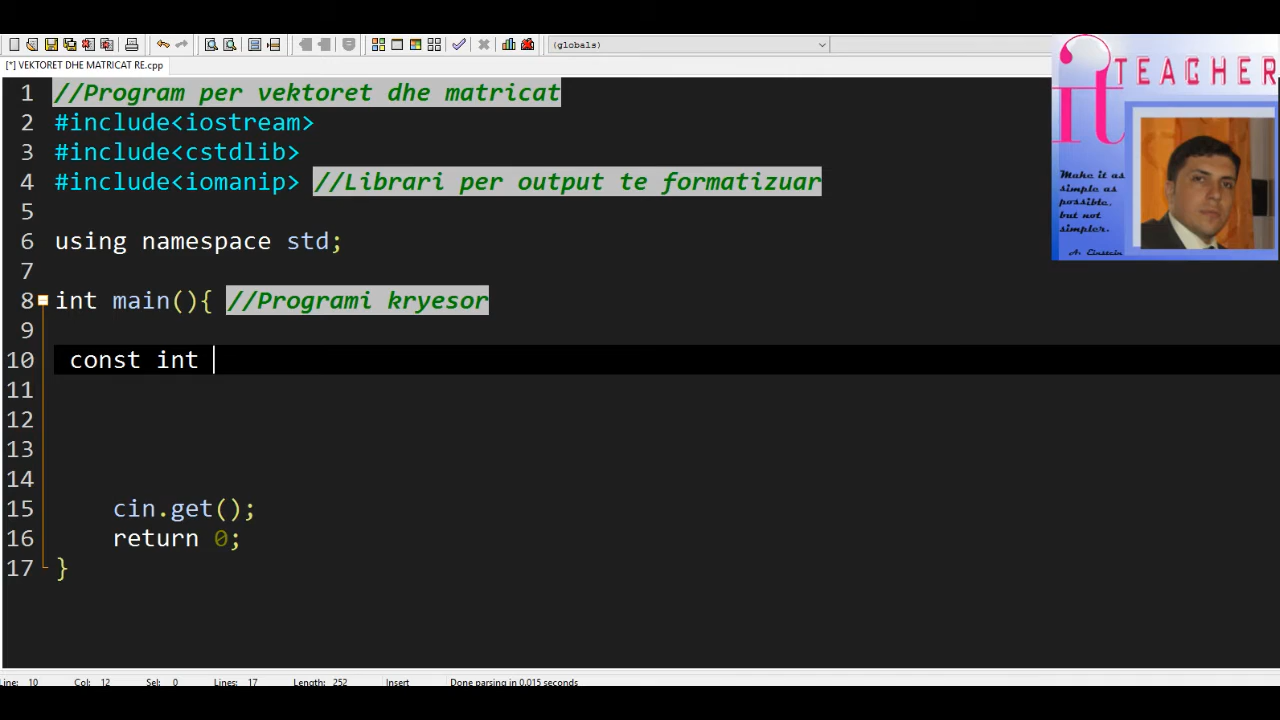 (globals)
[*] VEKTORET DHE MATRICAT RE.cpp
1 //Program per vektoret dhe matricat
2 #include<iostream>
3 #include<cstdlib>
4 #include<iomanip> //Librari per output te formatizuar
5
6 using namespace std;
7
8 int main(){ //Programi kryesor
9
10 const int
11
12
13
14
15 cin.get();
16 return 0;
17 }
it TEACHER
Make it as
simple as
possible,
but not
simpler.
A. Einstein
Line: 10 Col: 12 Sel: 0 Lines: 17 Length: 252 Insert Done parsing in 0.015 seconds